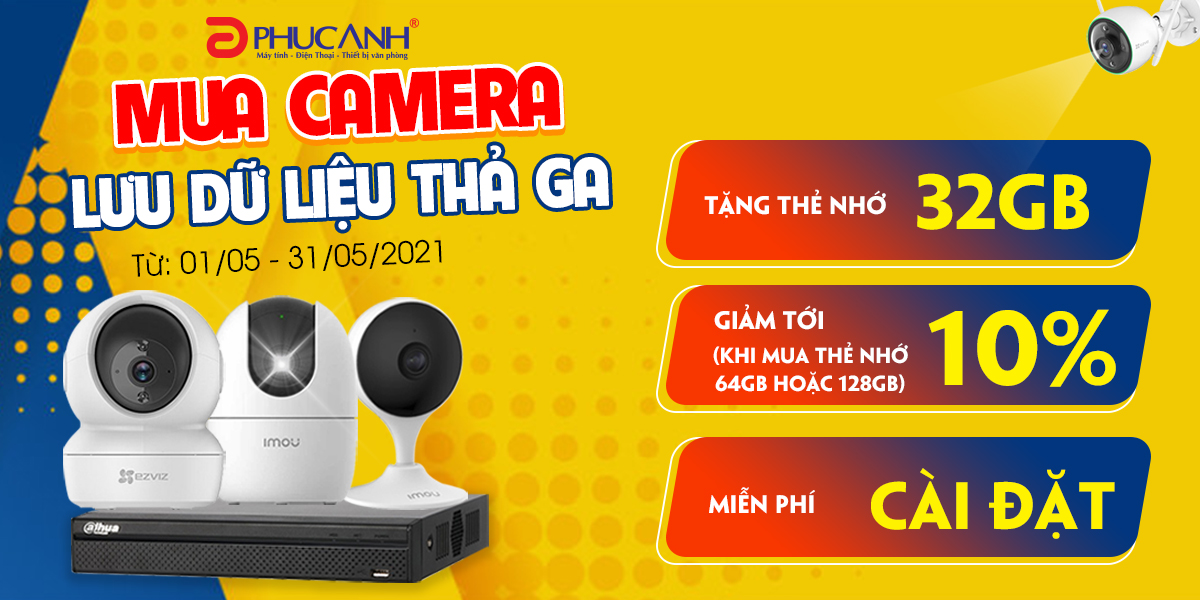 PHUCANH®
Máy tính - Điện Thoại - Thiết bị văn phòng
MUA CAMERA
LƯU DỮ LIỆU THẢ GA
Từ: 01/05 - 31/05/2021
TẶNG THẺ NHỚ 32GB
GIẢM TỚI
(KHI MUA THẺ NHỚ
64GB HOẶC 128GB)
10%
MIỄN PHÍ CÀI ĐẶT
ezviz
imou
imou
alhua